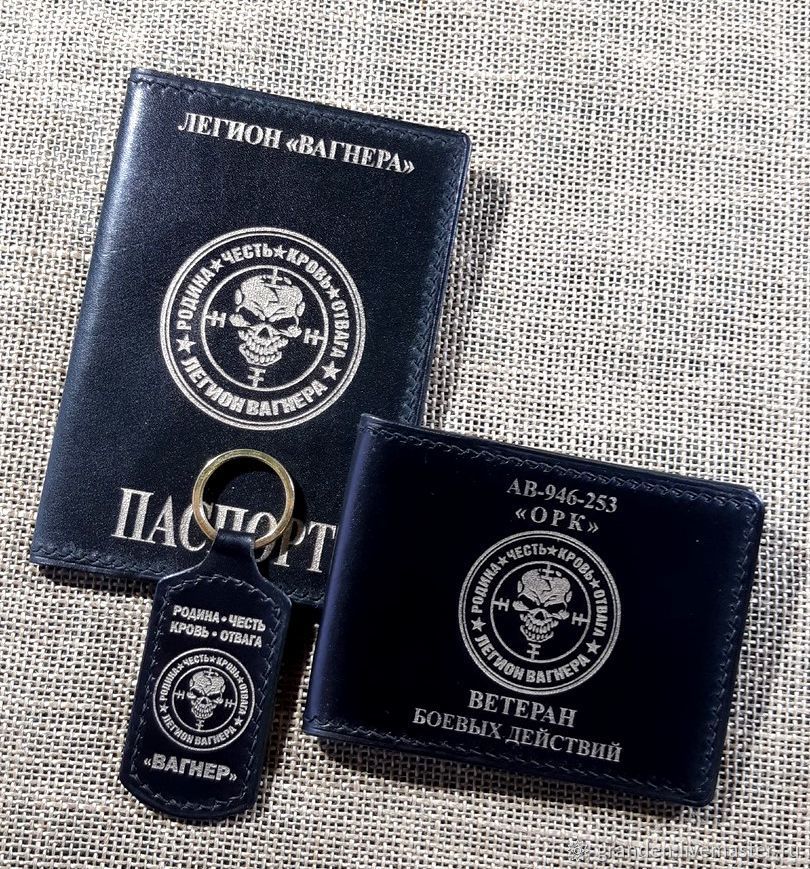 ЛЕГИОН «ВАГНЕРА»
РОДИНА★ЧЕСТЬ★КРОВЬ★ОТВАГА
★ЛЕГИОН ВАГНЕРА★
ПАСПОРТ
АВ-946-253
«ОРК»
РОДИНА★ЧЕСТЬ★КРОВЬ★ОТВАГА
★ЛЕГИОН ВАГНЕРА★
ВЕТЕРАН
БОЕВЫХ ДЕЙСТВИЙ
РОДИНА • ЧЕСТЬ
КРОВЬ • ОТВАГА
РОДИНА★ЧЕСТЬ★КРОВЬ★ОТВАГА
★ЛЕГИОН ВАГНЕРА★
«ВАГНЕР»